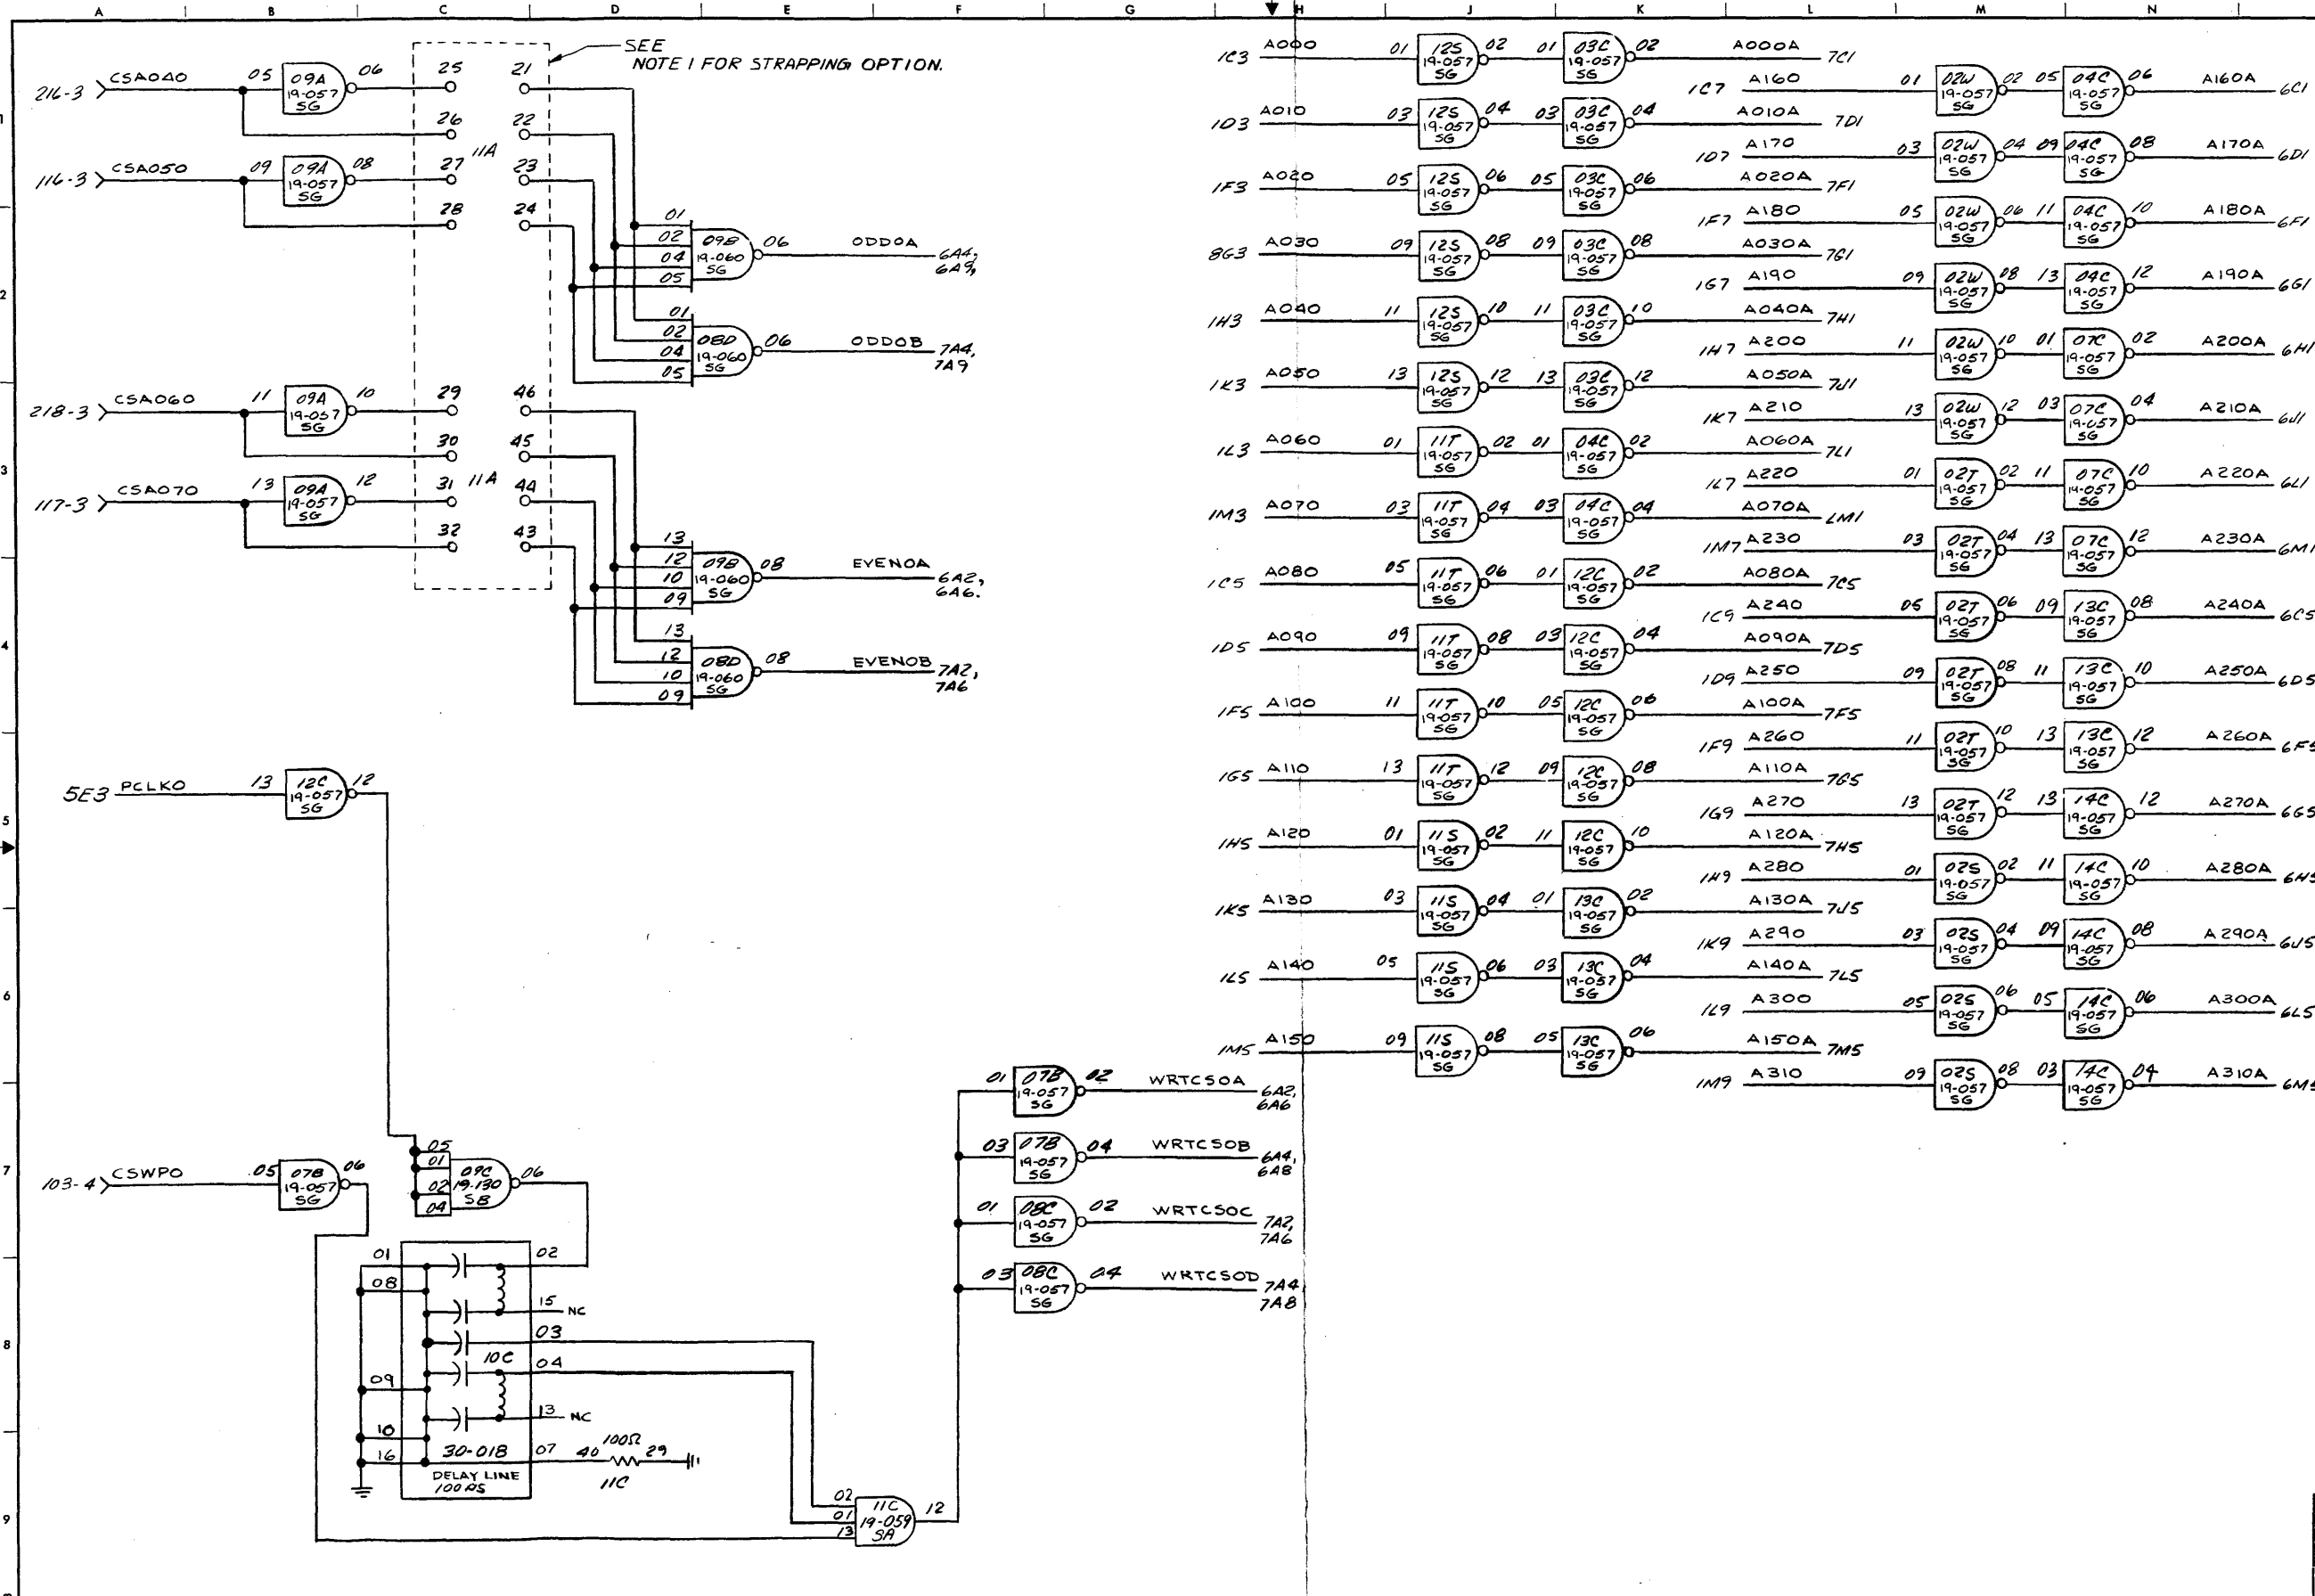 A B C D E F G H J K L M N
1
2
3
4
5
6
7
8
9
SEE
NOTE 1 FOR STRAPPING OPTION.
216-3 CSA040 05 09A 19-057 SG 06 25 21
26 22
11A
116-3 CSA050 09 09A 19-057 SG 08 27 23
28 24
01 02 04 05 09B 19-060 SG 06 ODD0A 6A4,
6A9,
01 02 04 05 08D 19-060 SG 06 ODD0B 7A4,
7A9
218-3 CSA060 11 09A 19-057 SG 10 29 46
30 45
117-3 CSA070 13 09A 19-057 SG 12 31 11A 44
32 43
13 12 10 09 09B 19-060 SG 08 EVEN0A 6A2,
6A6.
13 12 10 09 08D 19-060 SG 08 EVEN0B 7A2,
7A6
5E3 PCLK0 13 12C 19-057 SG 12
103-4 CSWP0 05 07B 19-057 SG 06
05 01 02 04 09C 19-130 SB 06
01 02
08
15 NC
03
10C 04
09
13 NC
10
16 30-018 07 40 100Ω 29
DELAY LINE
100NS
11C
02 01 13 11C 19-059 SA 12
01 07B 19-057 SG 02 WRTCS0A 6A2,
6A6
03 07B 19-057 SG 04 WRTCS0B 6A4,
6A8
01 08C 19-057 SG 02 WRTCS0C 7A2,
7A6
03 08C 19-057 SG 04 WRTCS0D 7A4
7A8
1C3 A000 01 12S 19-057 SG 02 01 03C 19-057 SG 02 A000A 7C1
1D3 A010 03 12S 19-057 SG 04 03 03C 19-057 SG 04 A010A 7D1
1F3 A020 05 12S 19-057 SG 06 05 03C 19-057 SG 06 A020A 7F1
8G3 A030 09 12S 19-057 SG 08 09 03C 19-057 SG 08 A030A 7G1
1H3 A040 11 12S 19-057 SG 10 11 03C 19-057 SG 10 A040A 7H1
1K3 A050 13 12S 19-057 SG 12 13 03C 19-057 SG 12 A050A 7J1
1L3 A060 01 11T 19-057 SG 02 01 04C 19-057 SG 02 A060A 7L1
1M3 A070 03 11T 19-057 SG 04 03 04C 19-057 SG 04 A070A LM1
1C5 A080 05 11T 19-057 SG 06 01 12C 19-057 SG 02 A080A 7C5
1D5 A090 09 11T 19-057 SG 08 03 12C 19-057 SG 04 A090A 7D5
1F5 A100 11 11T 19-057 SG 10 05 12C 19-057 SG 06 A100A 7F5
1G5 A110 13 11T 19-057 SG 12 09 12C 19-057 SG 08 A110A 7G5
1H5 A120 01 11S 19-057 SG 02 11 12C 19-057 SG 10 A120A 7H5
1K5 A130 03 11S 19-057 SG 04 01 13C 19-057 SG 02 A130A 7J5
1L5 A140 05 11S 19-057 SG 06 03 13C 19-057 SG 04 A140A 7L5
1M5 A150 09 11S 19-057 SG 08 05 13C 19-057 SG 06 A150A 7M5
1C7 A160 01 02W 19-057 SG 02 05 04C 19-057 SG 06 A160A 6C1
1D7 A170 03 02W 19-057 SG 04 09 04C 19-057 SG 08 A170A 6D1
1F7 A180 05 02W 19-057 SG 06 11 04C 19-057 SG 10 A180A 6F1
1G7 A190 09 02W 19-057 SG 08 13 04C 19-057 SG 12 A190A 6G1
1H7 A200 11 02W 19-057 SG 10 01 07C 19-057 SG 02 A200A 6H1
1K7 A210 13 02W 19-057 SG 12 03 07C 19-057 SG 04 A210A 6J1
1L7 A220 01 02T 19-057 SG 02 11 07C 19-057 SG 10 A220A 6L1
1M7 A230 03 02T 19-057 SG 04 13 07C 19-057 SG 12 A230A 6M1
1C9 A240 05 02T 19-057 SG 06 09 13C 19-057 SG 08 A240A 6C5
1D9 A250 09 02T 19-057 SG 08 11 13C 19-057 SG 10 A250A 6D5
1F9 A260 11 02T 19-057 SG 10 13 13C 19-057 SG 12 A260A 6F5
1G9 A270 13 02T 19-057 SG 12 13 14C 19-057 SG 12 A270A 6G5
1H9 A280 01 02S 19-057 SG 02 11 14C 19-057 SG 10 A280A 6H5
1K9 A290 03 02S 19-057 SG 04 09 14C 19-057 SG 08 A290A 6J5
1L9 A300 05 02S 19-057 SG 06 05 14C 19-057 SG 06 A300A 6L5
1M9 A310 09 02S 19-057 SG 08 03 14C 19-057 SG 04 A310A 6M5